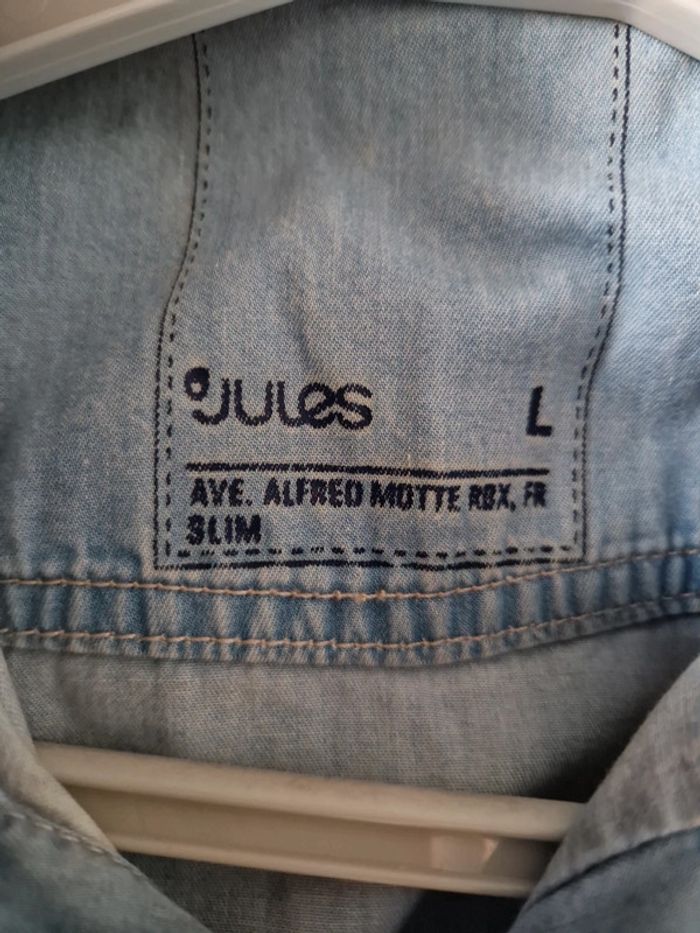 JULES L
AVE. ALFRED MOTTE RBX, FR
SLIM